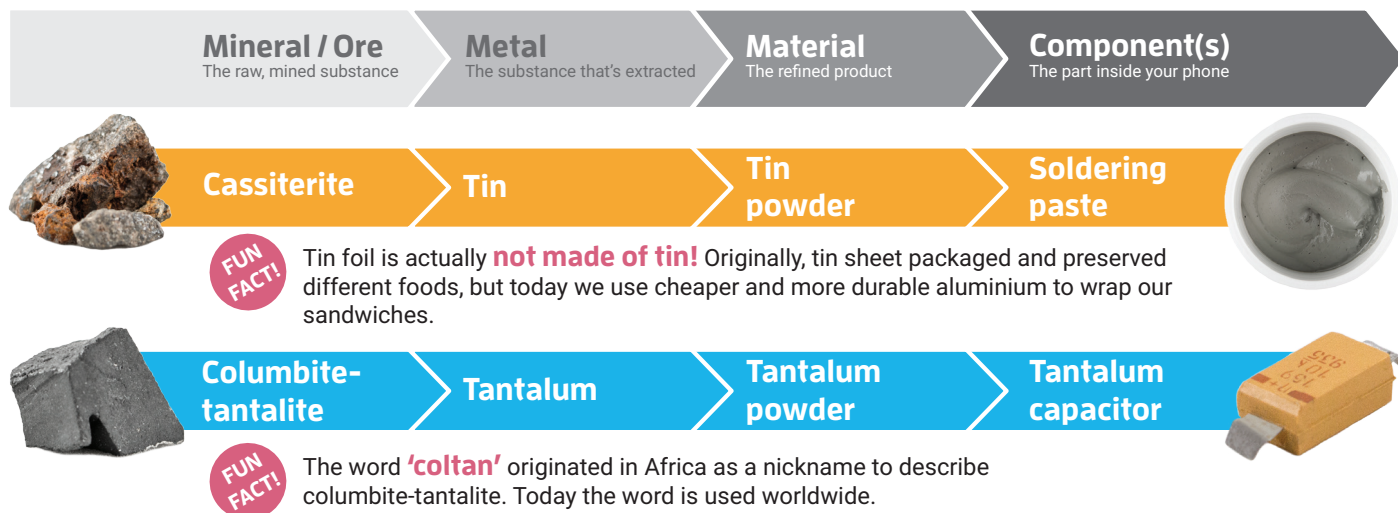 Mineral / Ore
The raw, mined substance
Metal
The substance that's extracted
Material
The refined product
Component(s)
The part inside your phone
Cassiterite
Tin
Tin
powder
Soldering
paste
FUN
FACT!
Tin foil is actually not made of tin! Originally, tin sheet packaged and preserved
different foods, but today we use cheaper and more durable aluminium to wrap our
sandwiches.
Columbite-
tantalite
Tantalum
Tantalum
powder
Tantalum
capacitor
935
10A
FUN
FACT!
The word ‘coltan’ originated in Africa as a nickname to describe
columbite-tantalite. Today the word is used worldwide.